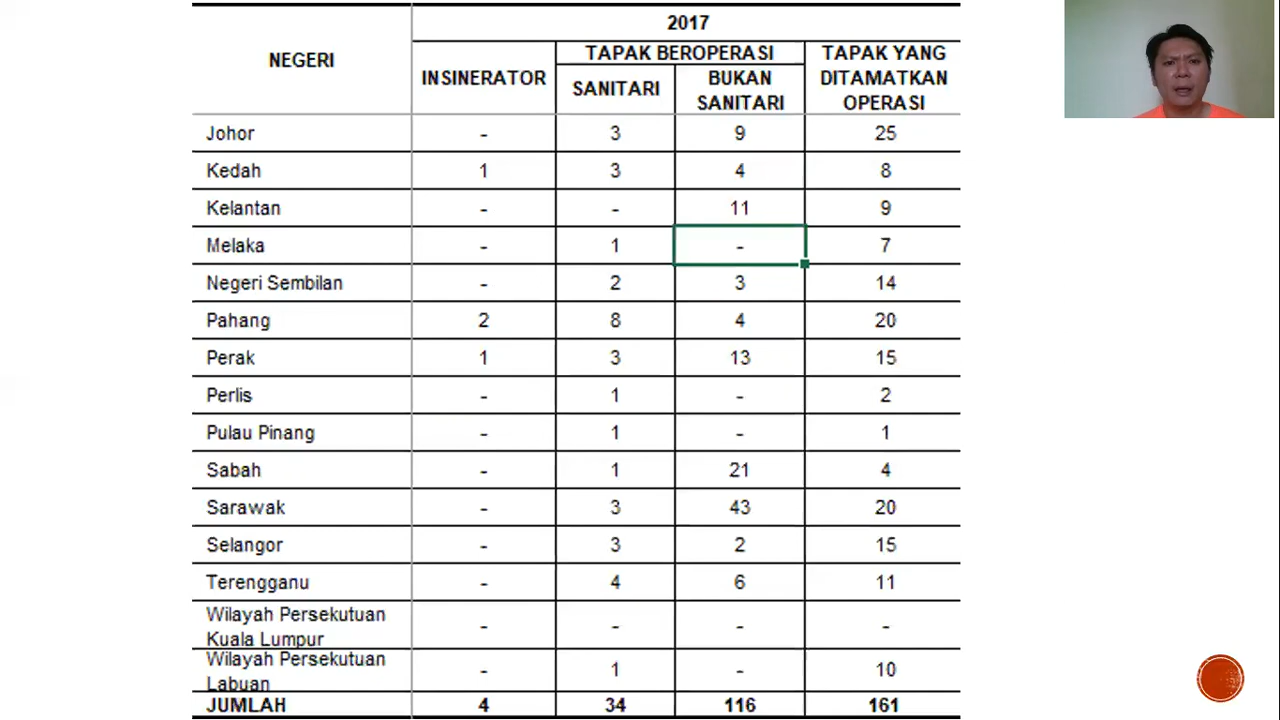 NEGERI
2017
INSINERATOR
TAPAK BEROPERASI
SANITARI
BUKAN
SANITARI
TAPAK YANG
DITAMATKAN
OPERASI
Johor - 3 9 25
Kedah 1 3 4 8
Kelantan - - 11 9
Melaka - 1 - 7
Negeri Sembilan - 2 3 14
Pahang 2 8 4 20
Perak 1 3 13 15
Perlis - 1 - 2
Pulau Pinang - 1 - 1
Sabah - 1 21 4
Sarawak - 3 43 20
Selangor - 3 2 15
Terengganu - 4 6 11
Wilayah Persekutuan
Kuala Lumpur - - - -
Wilayah Persekutuan
Labuan - 1 - 10
JUMLAH 4 34 116 161